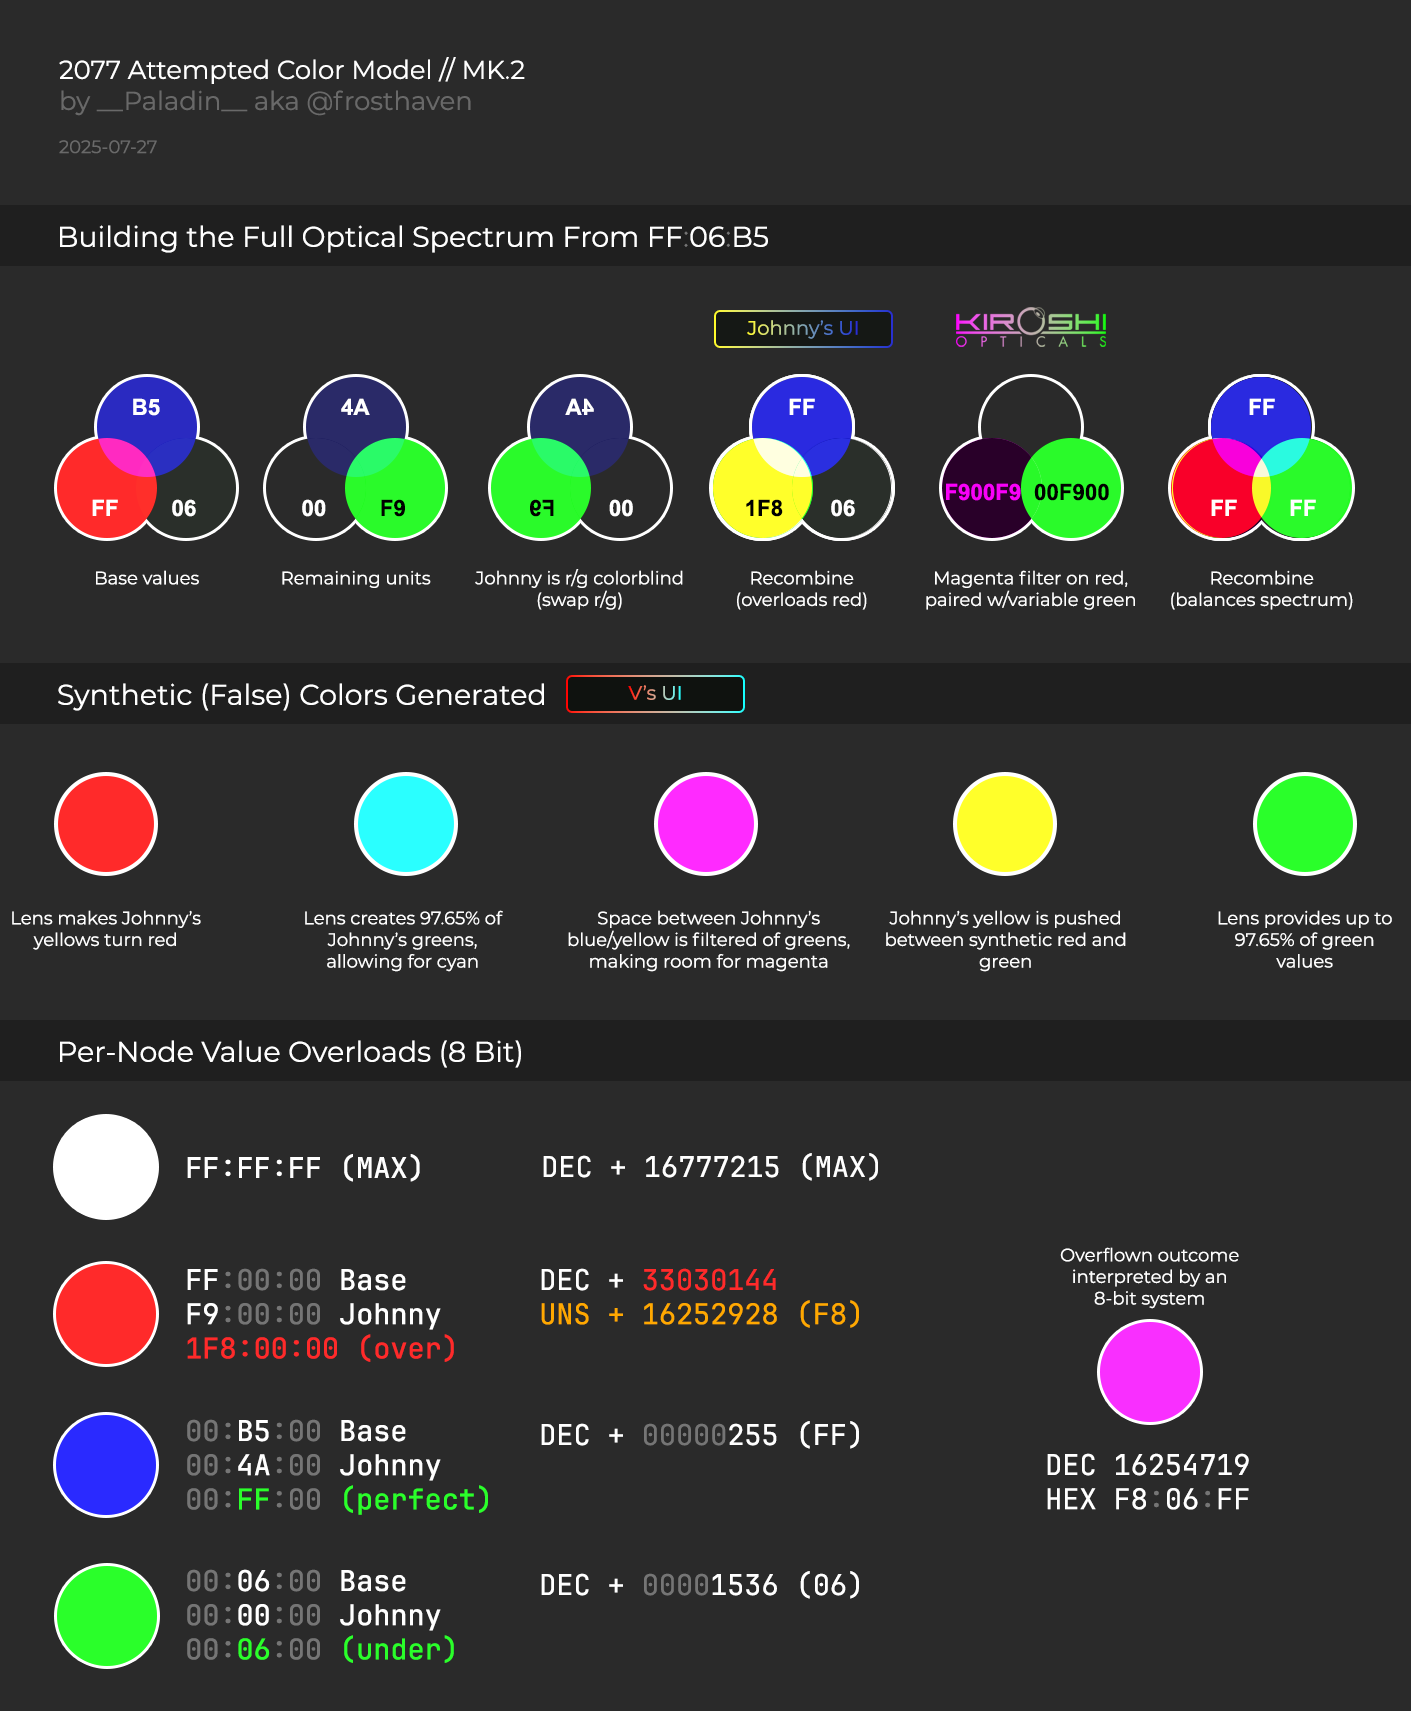 2077 Attempted Color Model // MK.2
by __Paladin__ aka @frosthaven
2025-07-27
Building the Full Optical Spectrum From FF:06:B5
Johnny's UI
KIROSHI
OPTICALS
B5
FF
06
4A
00
F9
4A
F9
00
FF
1F8
06
F900F9
00F900
FF
FF
FF
Base values
Remaining units
Johnny is r/g colorblind
(swap r/g)
Recombine
(overloads red)
Magenta filter on red,
paired w/variable green
Recombine
(balances spectrum)
Synthetic (False) Colors Generated
V's UI
Lens makes Johnny's
yellows turn red
Lens creates 97.65% of
Johnny's greens,
allowing for cyan
Space between Johnny's
blue/yellow is filtered of greens,
making room for magenta
Johnny's yellow is pushed
between synthetic red and
green
Lens provides up to
97.65% of green
values
Per-Node Value Overloads (8 Bit)
FF:FF:FF (MAX)
DEC + 16777215 (MAX)
FF:00:00 Base
F9:00:00 Johnny
1F8:00:00 (over)
DEC + 33030144
UNS + 16252928 (F8)
00:B5:00 Base
00:4A:00 Johnny
00:FF:00 (perfect)
DEC + 00000255 (FF)
00:06:00 Base
00:00:00 Johnny
00:06:00 (under)
DEC + 00001536 (06)
Overflown outcome
interpreted by an
8-bit system
DEC 16254719
HEX F8:06:FF